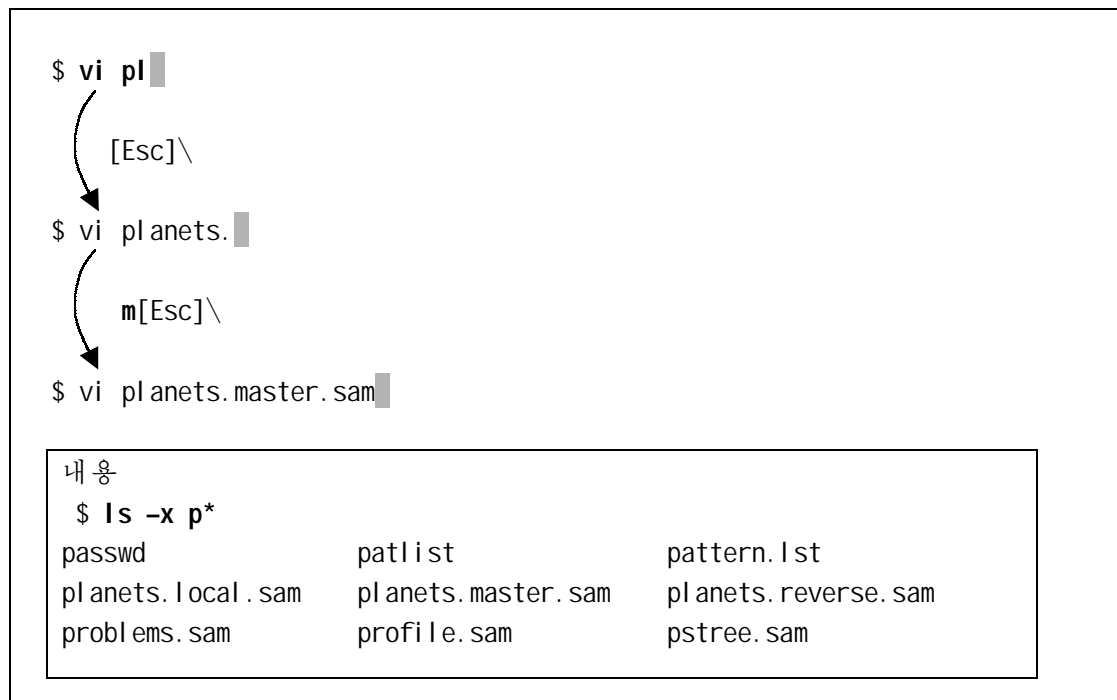 $ vi pl
[Esc]\
$ vi planets.
m[Esc]\
$ vi planets.master.sam
내용
$ ls –x p*
passwd patlist pattern.lst
planets.local.sam planets.master.sam planets.reverse.sam
problems.sam profile.sam pstree.sam